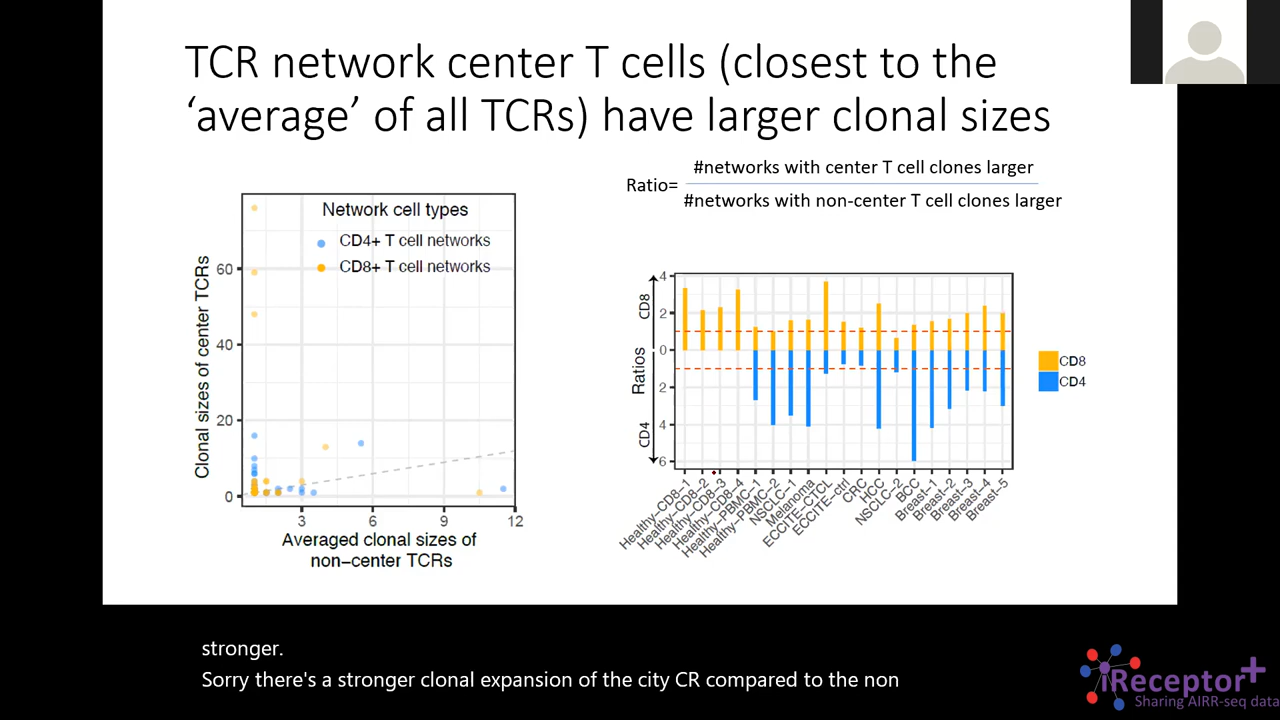 TCR network center T cells (closest to the
‘average’ of all TCRs) have larger clonal sizes
Ratio=
#networks with center T cell clones larger
#networks with non-center T cell clones larger
Network cell types
CD4+ T cell networks
CD8+ T cell networks
Clonal sizes of center TCRs
60
40
20
0
3
6
9
12
Averaged clonal sizes of
non−center TCRs
Ratios
CD8
CD4
4
2
0
2
4
6
Healthy−CD8−1
Healthy−CD8−2
Healthy−CD8−3
Healthy−CD8−4
Healthy−PBMC−1
Healthy−PBMC−2
NSCLC−1
Melanoma
ECCITE−CTCL
ECCITE−ctrl
CRC
HCC
NSCLC−2
BCC
Breast−1
Breast−2
Breast−3
Breast−4
Breast−5
CD8
CD4
stronger.
Sorry there's a stronger clonal expansion of the city CR compared to the non
iReceptor+
Sharing AIRR-seq data